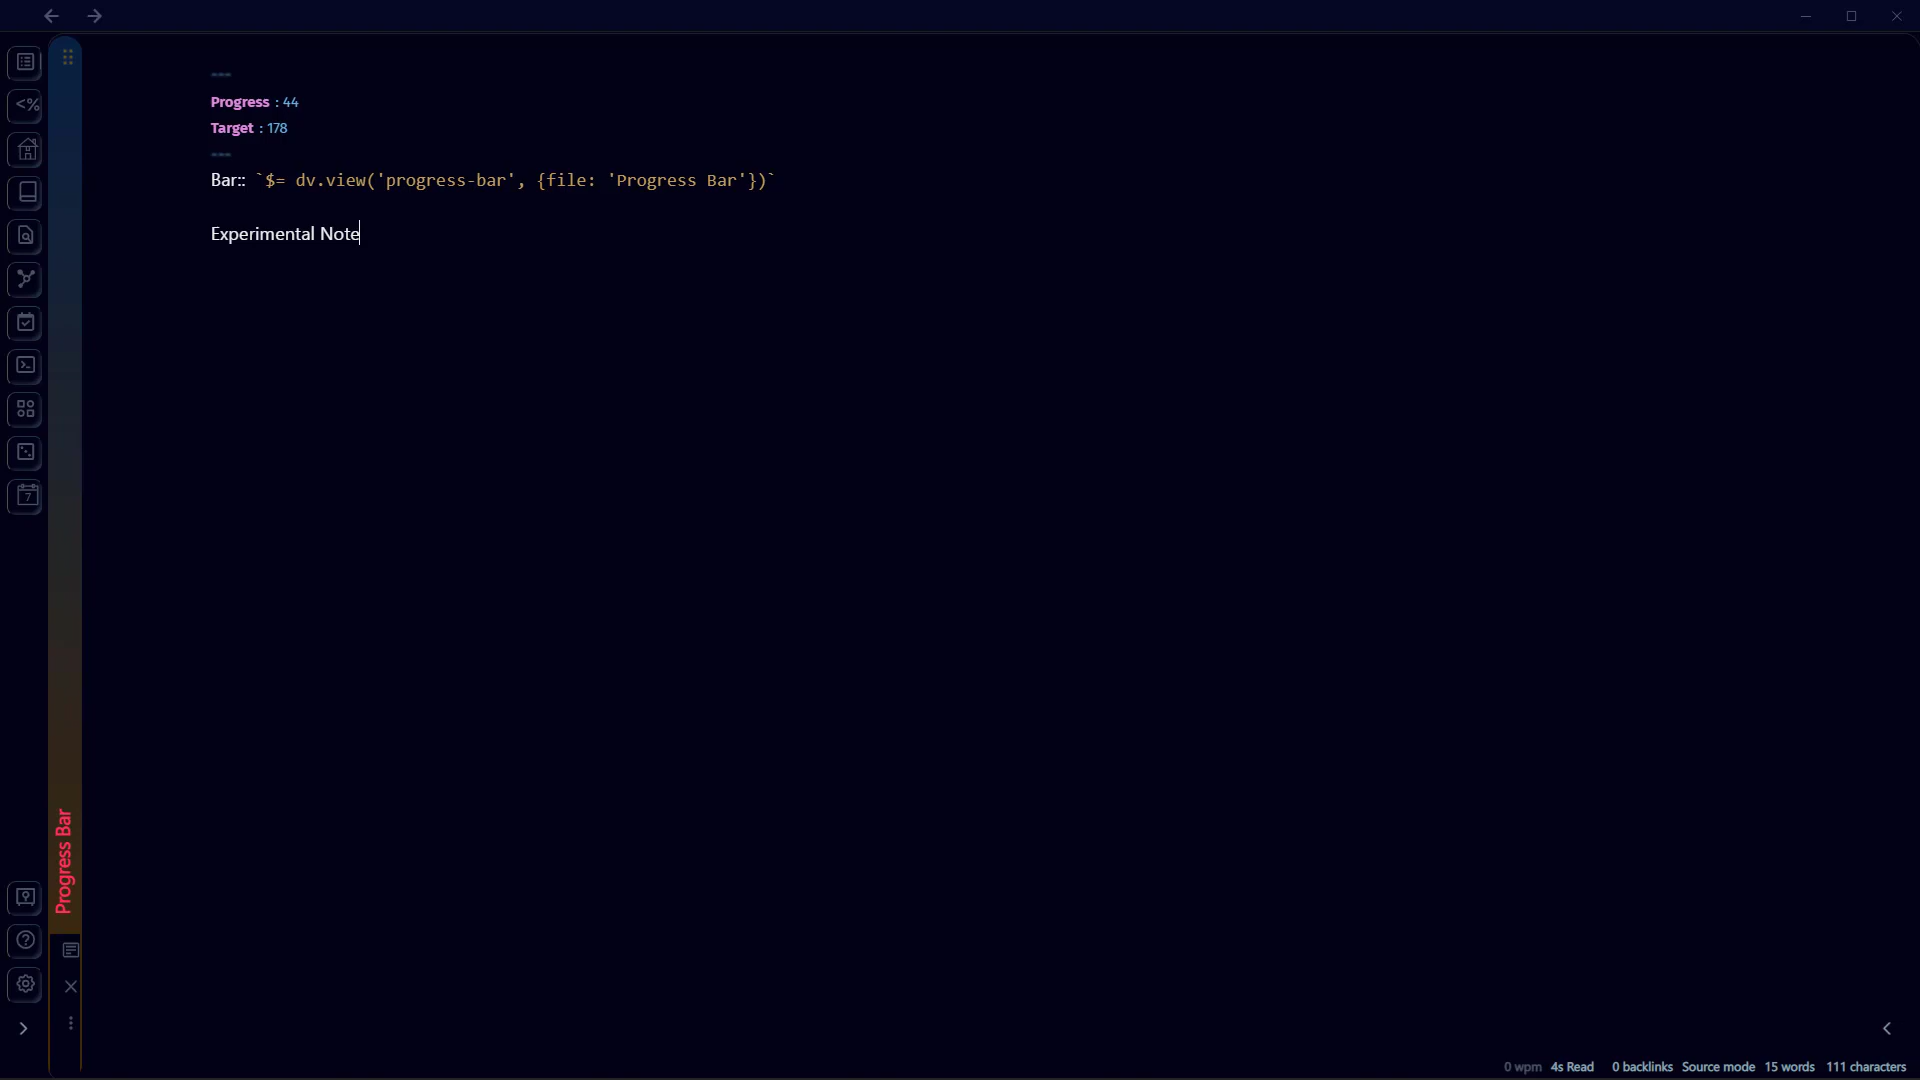 <%
---
Progress : 44
Target : 178
---
Bar:: `$= dv.view('progress-bar', {file: 'Progress Bar'})`
Experimental Note
7
Progress Bar
0 wpm 4s Read 0 backlinks Source mode 15 words 111 characters